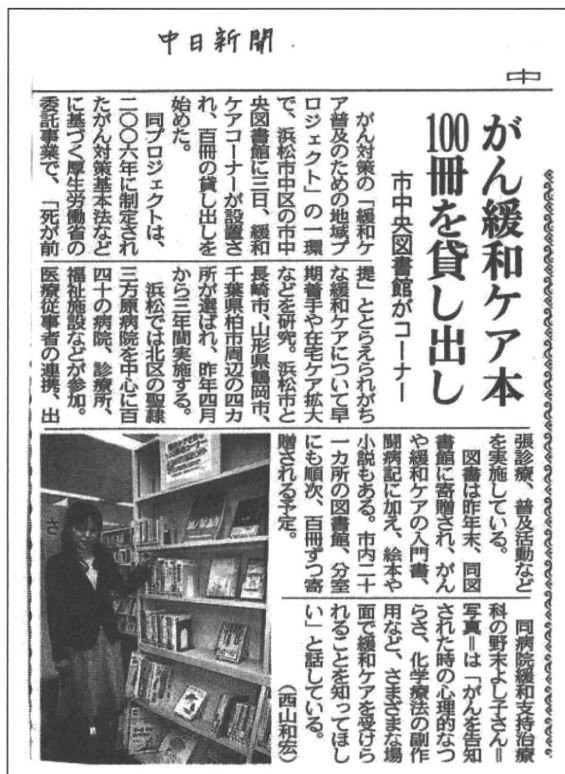 中日新聞
中
がん緩和ケア本
100冊を貸し出し
市中央図書館がコーナー
がん対策の「緩和ケ
ア普及のための地域プ
ロジェクト」の一環
で、浜松市中区の市中
央図書館に三日、緩和
ケアコーナーが設置さ
れ、百冊の貸し出しを
始めた。
同プロジェクトは、
二〇〇六年に制定され
たがん対策基本法など
に基づく厚生労働省の
委託事業で、「死が前
提」ととらえられがち
な緩和ケアについて早
期着手や在宅ケア拡大
などを研究。浜松市と
長崎市、山形県鶴岡市、
千葉県柏市周辺の四カ
所が選ばれ、昨年四月
から三年間実施する。
浜松では北区の聖隷
三方原病院を中心に百
四十の病院、診療所、
福祉施設などが参加。
医療従事者の連携、出
張診療、普及活動など
を実施している。
図書は昨年末、同図
書館に寄贈され、がん
や緩和ケアの入門書、
闘病記に加え、絵本や
小説もある。市内二十
一カ所の図書館、分室
にも順次、百冊ずつ寄
贈される予定。
同病院緩和支持治療
科の野末よし子さん＝
写真＝は「がんを告知
された時の心理的なつ
らさ、化学療法の副作
用など、さまざまな場
面で緩和ケアを受けら
れることを知ってほし
い」と話している。
（西山和宏）
さ